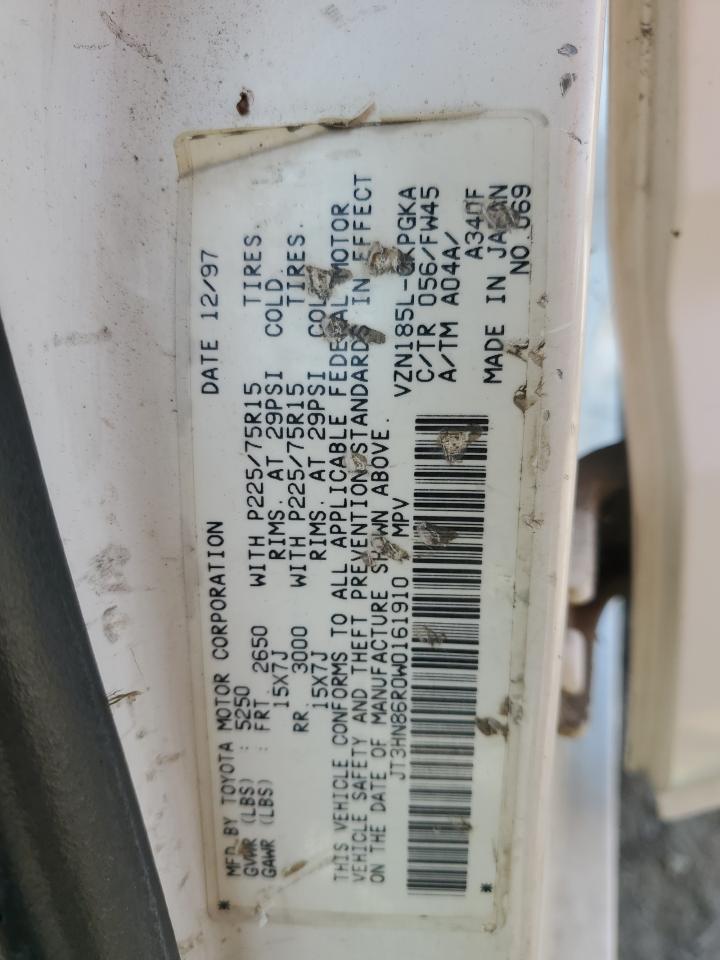 MFD. BY TOYOTA MOTOR CORPORATION DATE 12/97
GVWR (LBS) : 5250
GAWR (LBS) : FRT. 2650 WITH P225/75R15 TIRES.
15X7J RIMS. AT 29PSI COLD.
RR. 3000 WITH P225/75R15 TIRES.
15X7J RIMS. AT 29PSI COLD.
THIS VEHICLE CONFORMS TO ALL APPLICABLE FEDERAL MOTOR
VEHICLE SAFETY AND THEFT PREVENTION STANDARDS IN EFFECT
ON THE DATE OF MANUFACTURE SHOWN ABOVE.
JT3HN86R0W0161910 MPV VZN185L-GKPGKA
C/TR 056/FW45
A/TM A04A/
A340F
MADE IN JAPAN
* * NO. 069